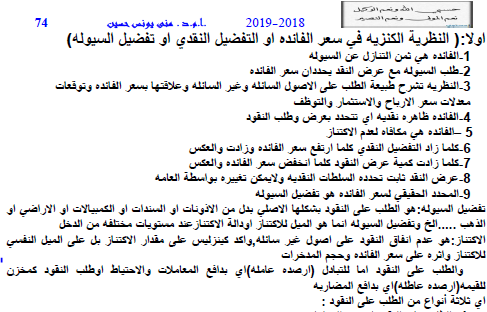 حسبي الله ونعم الوكيل
نعم المولى ونعم النصير
ا.م.د. منى يونس حسين 2018-2019 74
اولا:( النظرية الكنزيه في سعر الفائده او التفضيل النقدي او تفضيل السيوله)
1-الفائده هي ثمن التنازل عن السيوله
2-طلب السيوله مع عرض النقد يحددان سعر الفائده
3-النظريه تشرح طبيعة الطلب على الاصول السائله وغير السائله وعلاقتها بسعر الفائده وتوقعات
معدلات سعر الارباح والاستثمار والتوظف
4-الفائده ظاهره نقديه اي تتحدد بعرض وطلب النقود
5 –الفائده هي مكافاه لعدم الاكتناز
6-كلما زاد التفضيل النقدي كلما ارتفع سعر الفائده وزادت والعكس
7-كلما زادت كمية عرض النقود كلما انخفض سعر الفائده والعكس
8-عرض النقد ثابت تحدده السلطات النقديه ولايمكن تغييره بواسطة العامه
9-المحدد الحقيقي لسعر الفائده هو تفضيل السيوله
تفضيل السيوله:هو الطلب على النقود بشكلها الاصلي بدل من الاذونات او السندات او الكمبيالات او الاراضي او
الذهب .....الخ وتفضيل السيوله انما هو الميل للاكتناز اودالة الاكتنازعند مستويات مختلفه من الدخل
الاكتناز:هو عدم انفاق النقود على اصول غير سائله,واكد كينزليس على مقدار الاكتناز بل على الميل النفسي
للاكتناز واثره على سعر الفائده وحجم المدخرات
والطلب على النقود اما للتبادل (ارصده عامله)اي بدافع المعاملات والاحتياط اوطلب النقود كمخزن
للقيمه(ارصده عاطله)اي بدافع المضاربه
اي ثلاثة أنواع من الطلب على النقود :